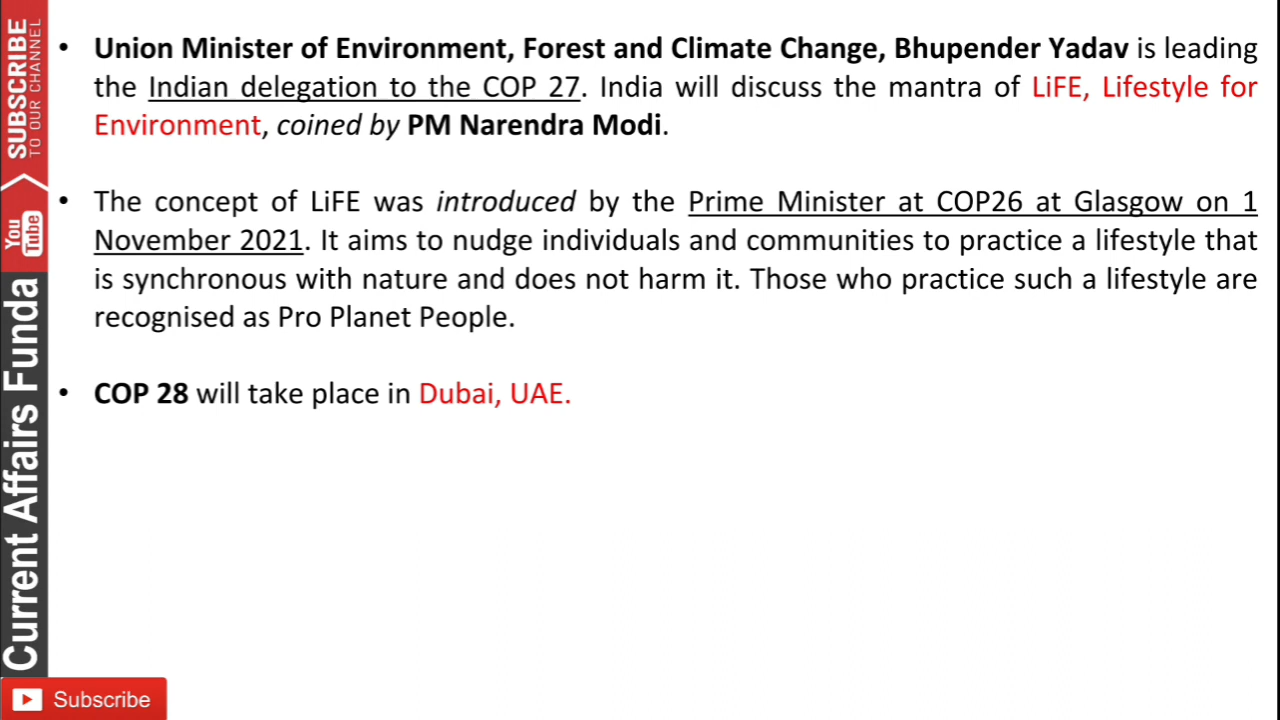 • Union Minister of Environment, Forest and Climate Change, Bhupender Yadav is leading
the Indian delegation to the COP 27. India will discuss the mantra of LiFE, Lifestyle for
Environment, coined by PM Narendra Modi.
• The concept of LiFE was introduced by the Prime Minister at COP26 at Glasgow on 1
November 2021. It aims to nudge individuals and communities to practice a lifestyle that
is synchronous with nature and does not harm it. Those who practice such a lifestyle are
recognised as Pro Planet People.
• COP 28 will take place in Dubai, UAE.
SUBSCRIBE
TO OUR CHANNEL
You
Tube
Current Affairs Funda
Subscribe